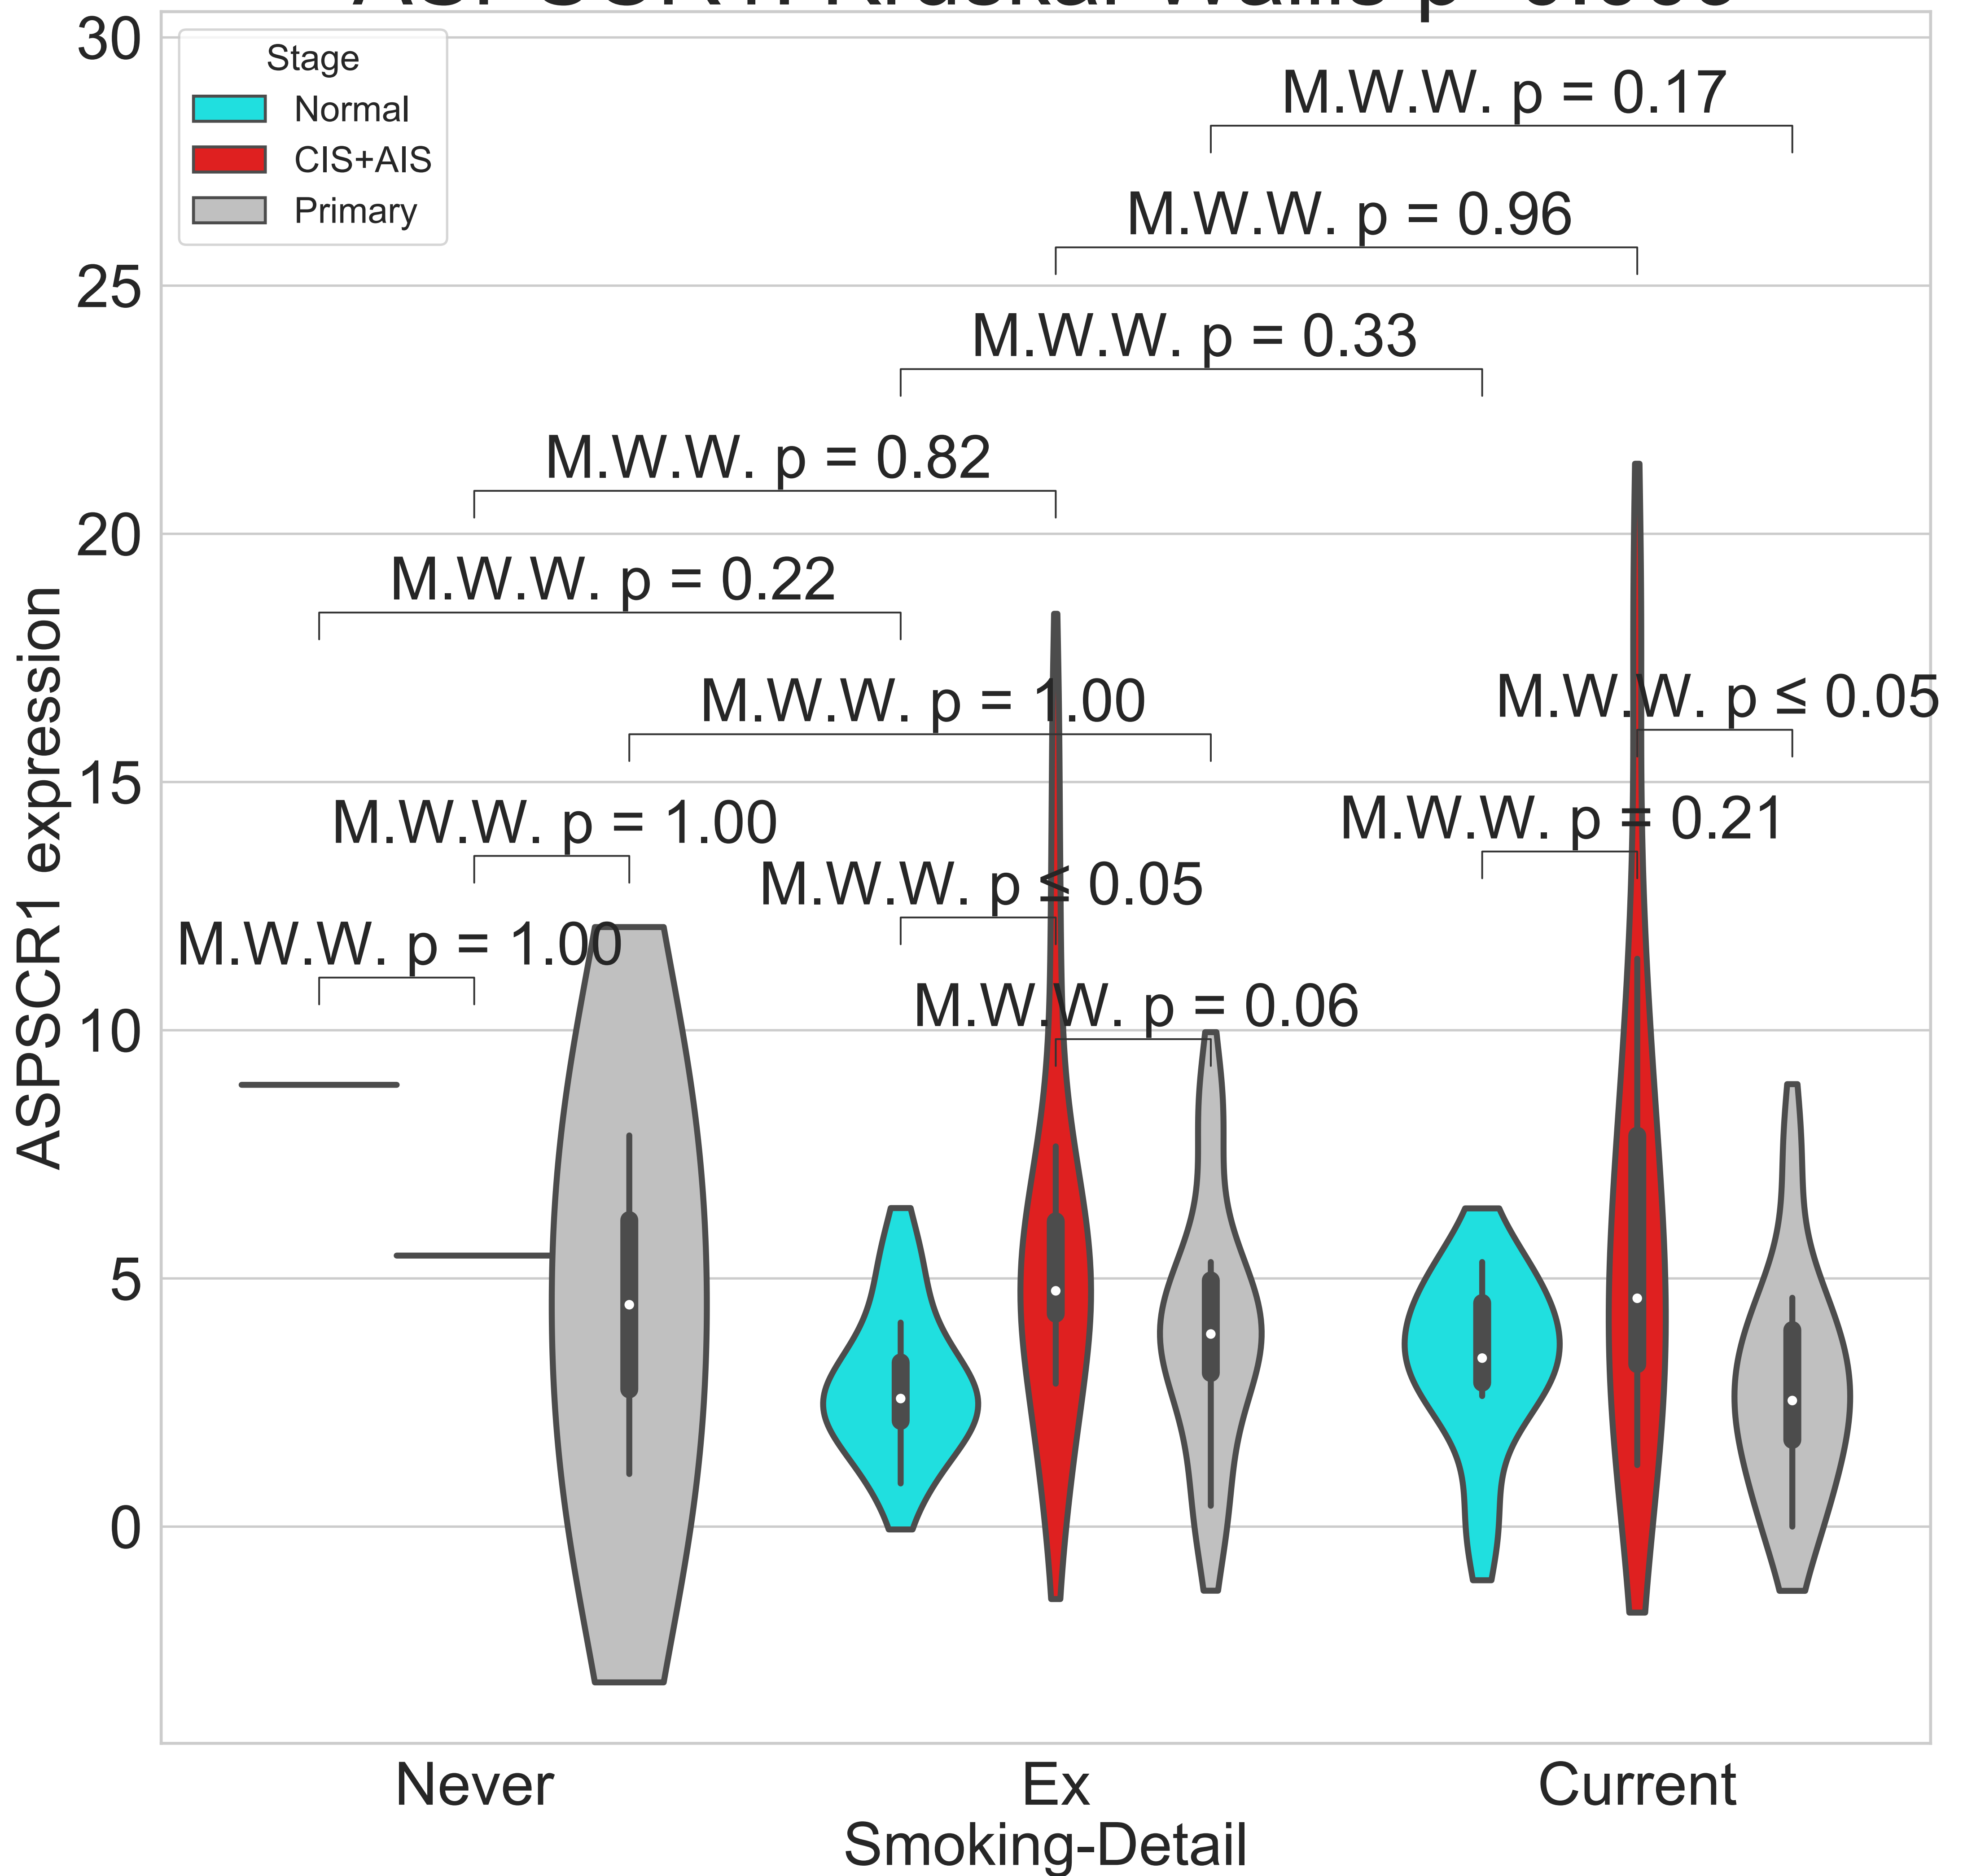 30
Stage
Normal
CIS+AIS
Primary
M.W.W. p = 0.17
M.W.W. p = 0.96
25
M.W.W. p = 0.33
M.W.W. p = 0.82
20
M.W.W. p = 0.22
M.W.W. p = 1.00
M.W.W. p ≤ 0.05
15
M.W.W. p = 1.00
M.W.W. p = 0.21
M.W.W. p ≤ 0.05
M.W.W. p = 1.00
M.W.W. p = 0.06
10
5
0
ASPSCR1 expression
Never
Ex
Current
Smoking-Detail